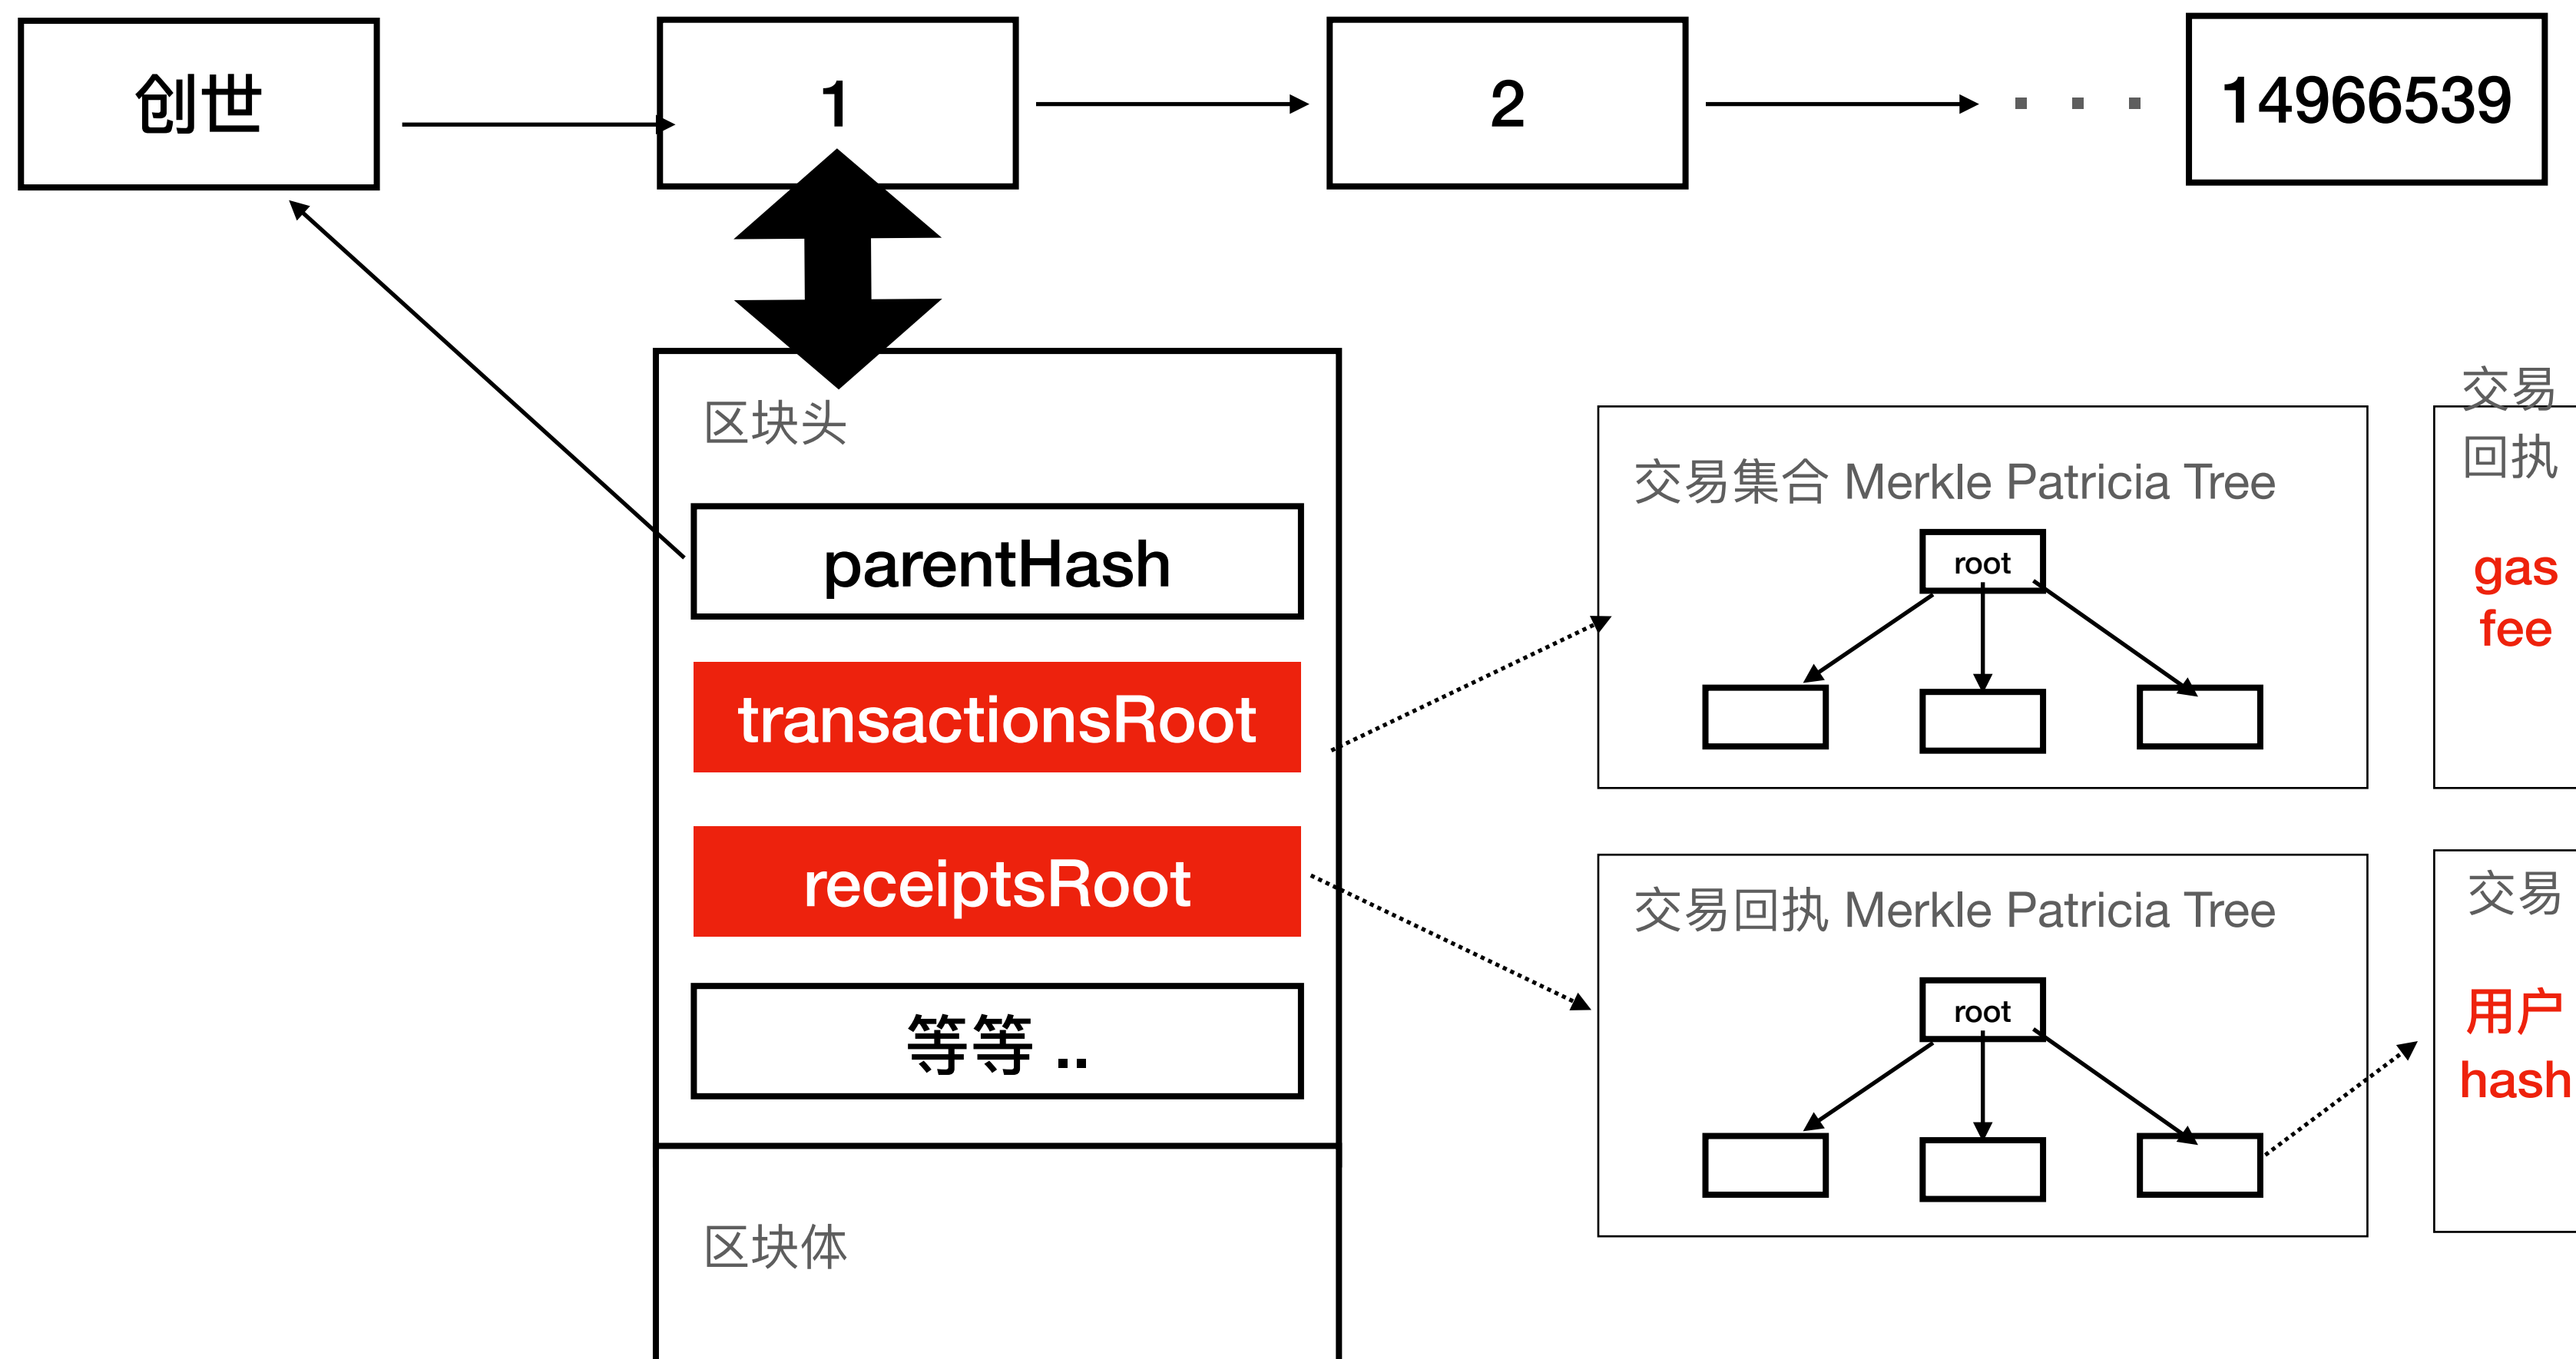 创世
1
2
14966539
区块头
parentHash
transactionsRoot
receiptsRoot
等等 ..
区块体
交易集合 Merkle Patricia Tree
root
交易
回执
gas
fee
交易回执 Merkle Patricia Tree
root
交易
用户
hash